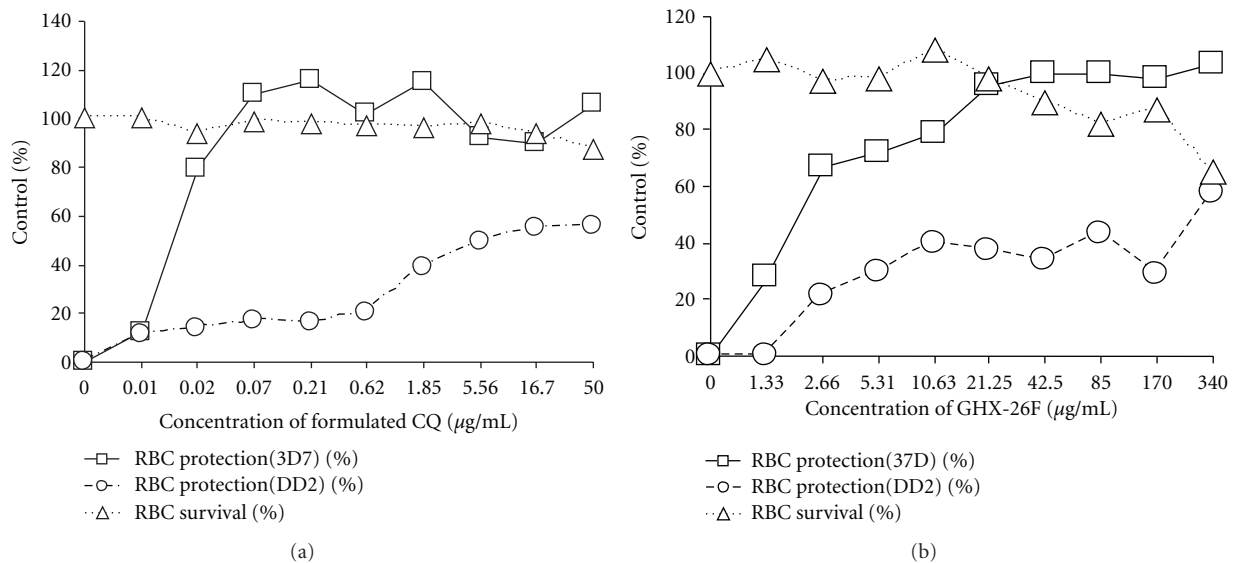 140
120
100
80
60
40
20
0
Control (%)
0 0.01 0.02 0.07 0.21 0.62 1.85 5.56 16.7 50
Concentration of formulated CQ (µg/mL)
RBC protection(3D7) (%)
RBC protection(DD2) (%)
RBC survival (%)
(a)
120
100
80
60
40
20
0
Control (%)
0 1.33 2.66 5.31 10.63 21.25 42.5 85 170 340
Concentration of GHX-26F (µg/mL)
RBC protection(37D) (%)
RBC protection(DD2) (%)
RBC survival (%)
(b)